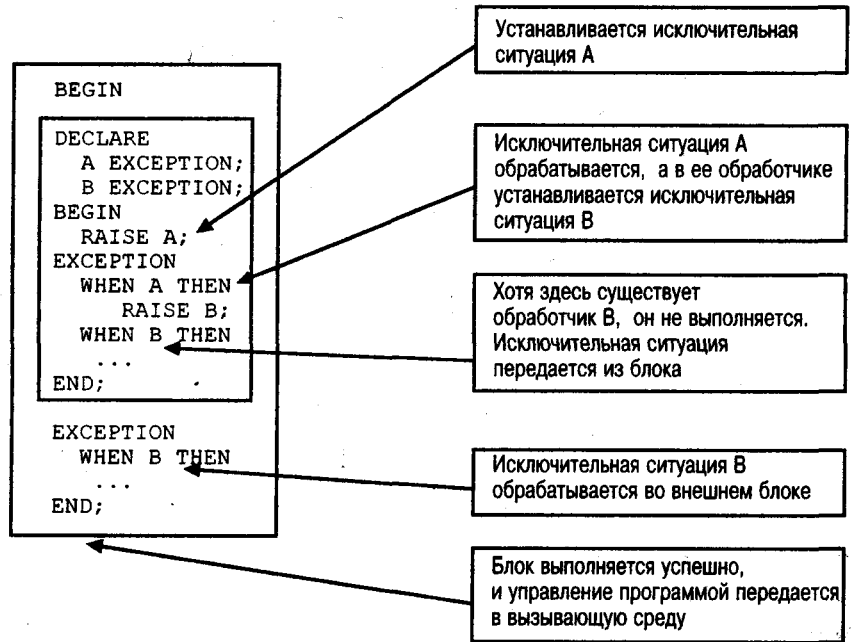 Устанавливается исключительная
ситуация А
BEGIN
DECLARE
A EXCEPTION;
B EXCEPTION;
BEGIN
RAISE A;
EXCEPTION
WHEN A THEN
RAISE B;
WHEN B THEN
...
END;
EXCEPTION
WHEN B THEN
...
END;
Исключительная ситуация А
обрабатывается, а в ее обработчике
устанавливается исключительная
ситуация В
Хотя здесь существует
обработчик В, он не выполняется.
Исключительная ситуация
передается из блока
Исключительная ситуация В
обрабатывается во внешнем блоке
Блок выполняется успешно,
и управление программой передается
в вызывающую среду